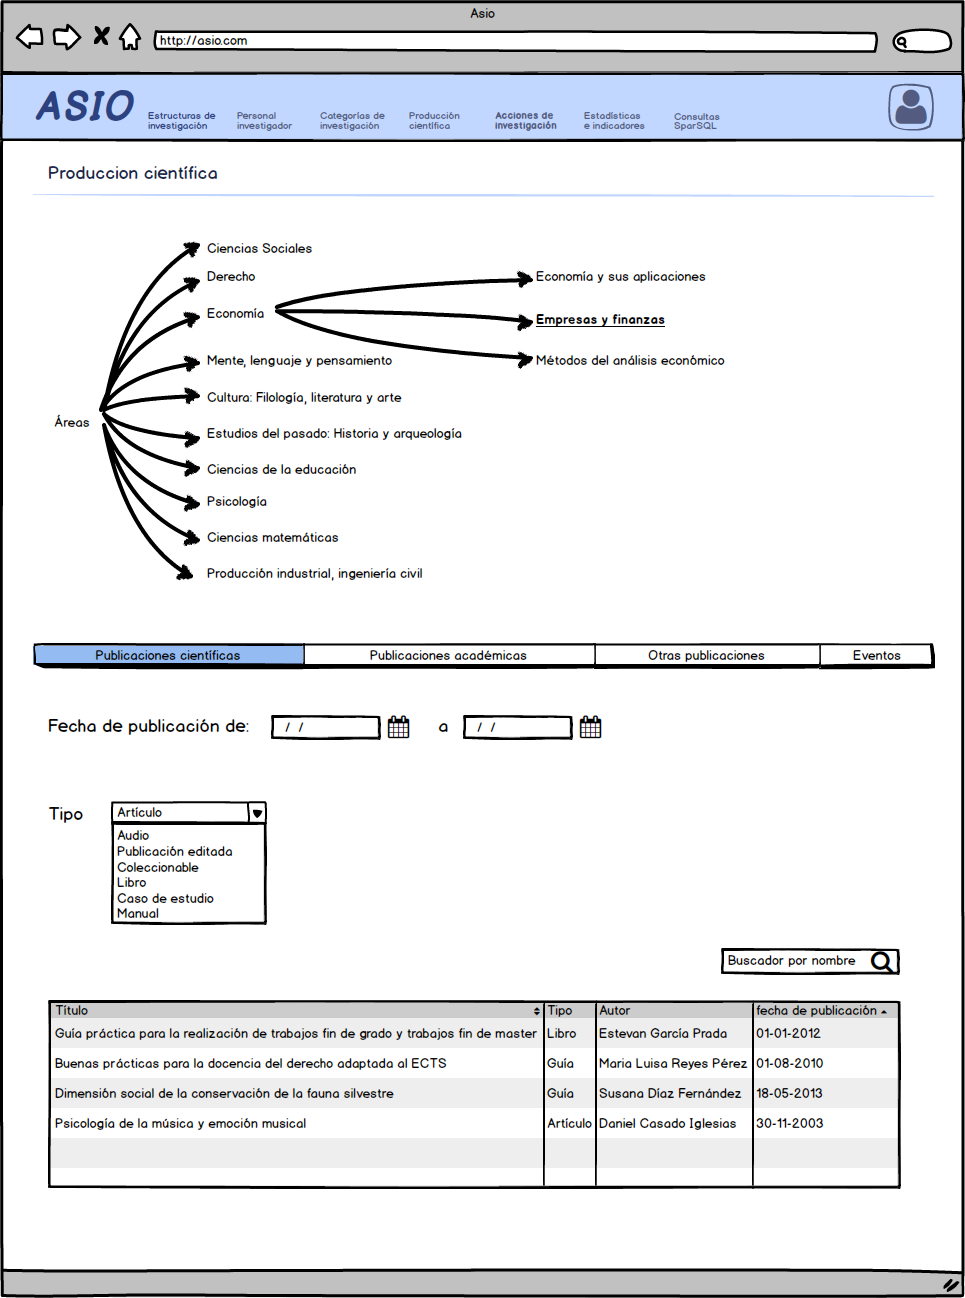 Asio
http://asio.com
ASIO
Estructuras de
investigación
Personal
investigador
Categorías de
investigación
Producción
científica
Acciones de
investigación
Estadísticas
e indicadores
Consultas
SparSQL
Produccion científica
Áreas
Ciencias Sociales
Derecho
Economía
Mente, lenguaje y pensamiento
Cultura: Filología, literatura y arte
Estudios del pasado: Historia y arqueología
Ciencias de la educación
Psicología
Ciencias matemáticas
Producción industrial, ingeniería civil
Economía y sus aplicaciones
Empresas y finanzas
Métodos del análisis económico
Publicaciones científicas Publicaciones académicas Otras publicaciones Eventos
Fecha de publicación de: / / a / /
Tipo Artículo
Audio
Publicación editada
Coleccionable
Libro
Caso de estudio
Manual
Buscador por nombre
Título Tipo Autor fecha de publicación
Guía práctica para la realización de trabajos fin de grado y trabajos fin de master Libro Estevan García Prada 01-01-2012
Buenas prácticas para la docencia del derecho adaptada al ECTS Guía Maria Luisa Reyes Pérez 01-08-2010
Dimensión social de la conservación de la fauna silvestre Guía Susana Díaz Fernández 18-05-2013
Psicología de la música y emoción musical Artículo Daniel Casado Iglesias 30-11-2003